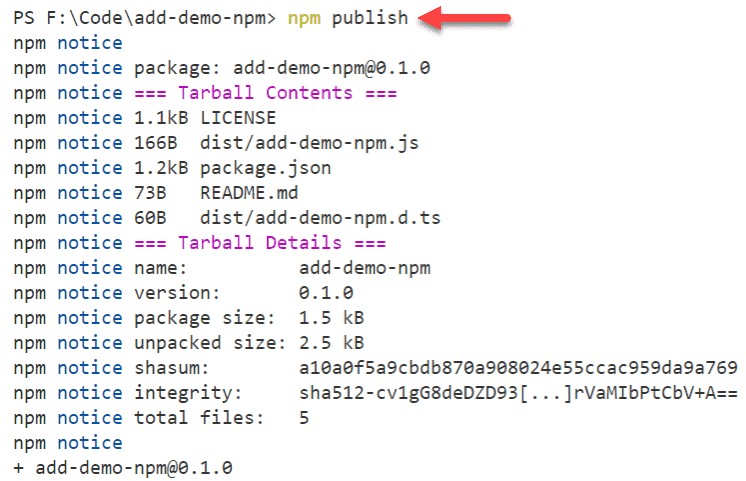 PS F:\Code\add-demo-npm> npm publish
npm notice
npm notice package: add-demo-npm@0.1.0
npm notice === Tarball Contents ===
npm notice 1.1kB LICENSE
npm notice 166B  dist/add-demo-npm.js
npm notice 1.2kB package.json
npm notice 73B   README.md
npm notice 60B   dist/add-demo-npm.d.ts
npm notice === Tarball Details ===
npm notice name:          add-demo-npm
npm notice version:       0.1.0
npm notice package size:  1.5 kB
npm notice unpacked size: 2.5 kB
npm notice shasum:        a10a0f5a9cbdb870a908024e55ccac959da9a769
npm notice integrity:     sha512-cv1gG8deDZD93[...]rVaMIbPtCbV+A==
npm notice total files:   5
npm notice
+ add-demo-npm@0.1.0